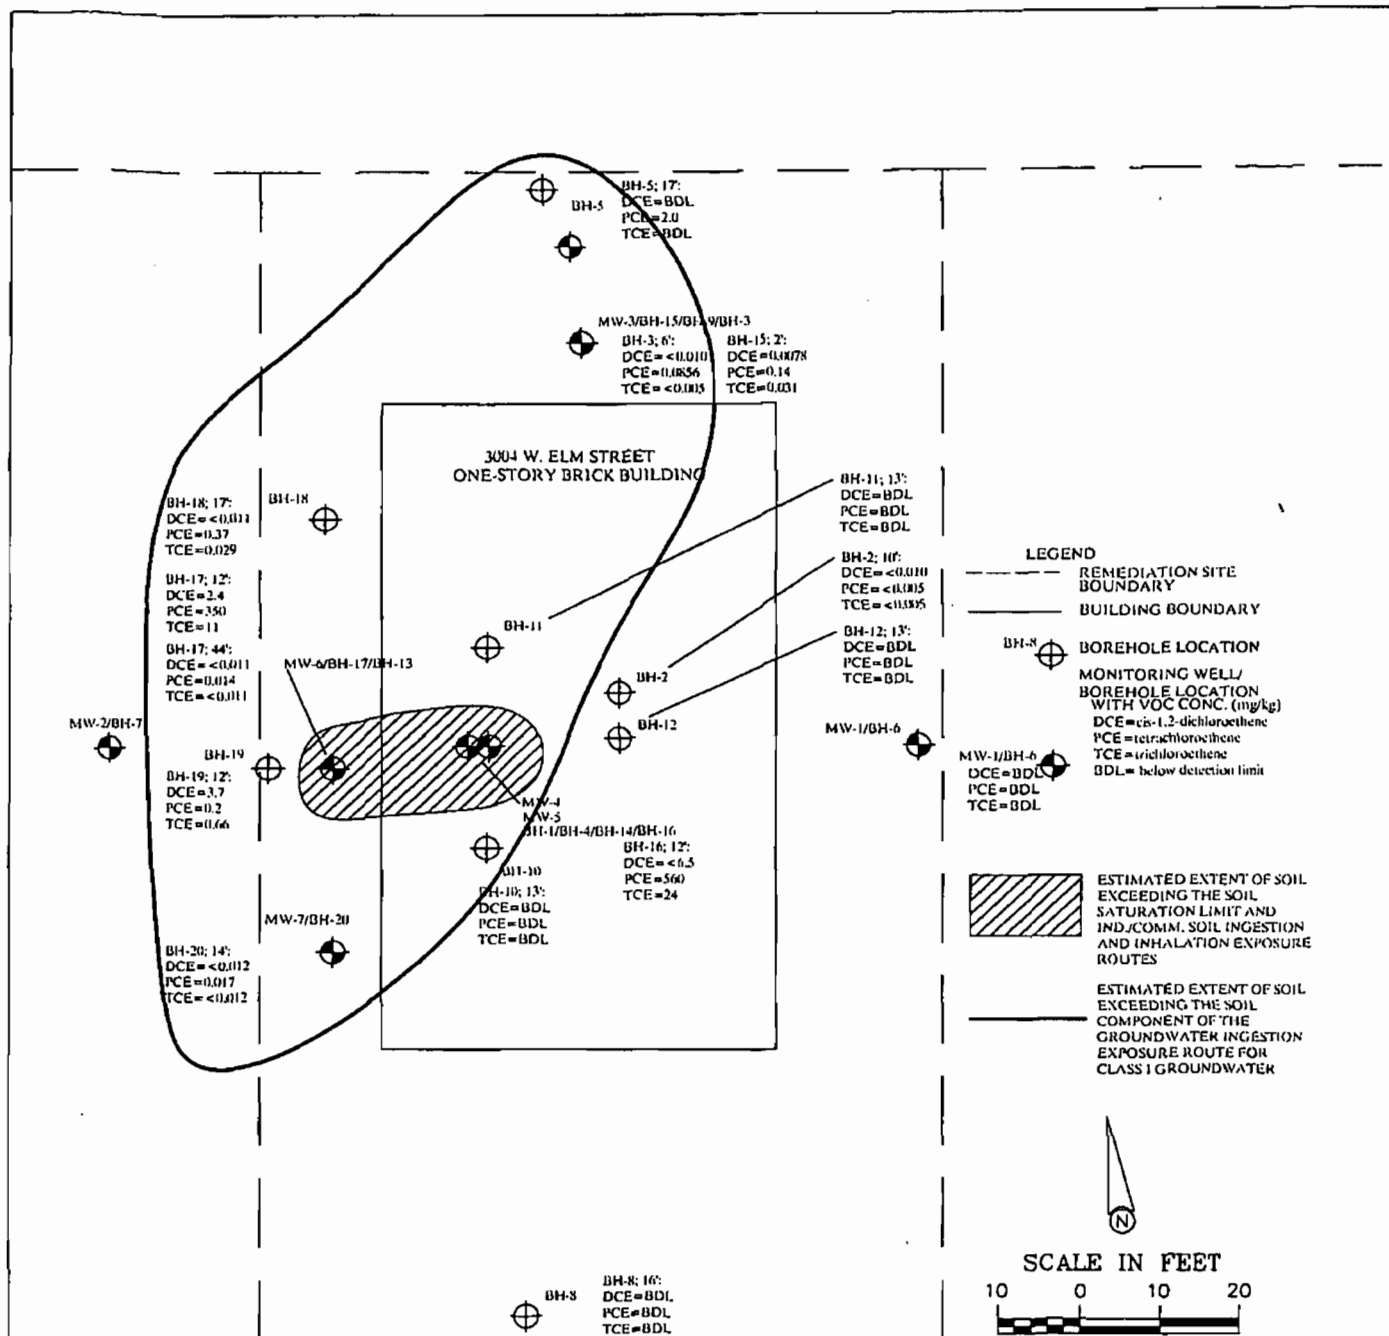 BH-5; 17':
DCE=BDL
PCE=2.0
TCE=BDL
BH-5
MW-3/BH-15/BH-9/BH-3
BH-3; 6':
DCE=<0.010
PCE=0.0856
TCE=<0.005
BH-15; 2':
DCE=0.0078
PCE=0.14
TCE=0.031
3004 W. ELM STREET
ONE-STORY BRICK BUILDING
BH-18; 17':
DCE=<0.011
PCE=0.37
TCE=0.029
BH-18
BH-17; 12':
DCE=2.4
PCE=350
TCE=11
BH-17; 44':
DCE=<0.011
PCE=0.014
TCE=<0.011
MW-6/BH-17/BH-13
BH-11
BH-11; 13':
DCE=BDL
PCE=BDL
TCE=BDL
BH-2; 10':
DCE=<0.010
PCE=<0.005
TCE=<0.005
BH-12; 13':
DCE=BDL
PCE=BDL
TCE=BDL
BH-2
BH-12
MW-2/BH-7
BH-19
BH-19; 12':
DCE=3.7
PCE=0.2
TCE=0.66
MW-4
MW-5
BH-1/BH-4/BH-14/BH-16
BH-16; 12':
DCE=<6.5
PCE=560
TCE=24
BH-10
BH-10; 13':
DCE=BDL
PCE=BDL
TCE=BDL
MW-7/BH-20
BH-20; 14':
DCE=<0.012
PCE=0.017
TCE=<0.012
MW-1/BH-6
BH-8
BH-8; 16':
DCE=BDL
PCE=BDL
TCE=BDL
LEGEND
REMEDIATION SITE
BOUNDARY
BUILDING BOUNDARY
BH-8
BOREHOLE LOCATION
MONITORING WELL/
BOREHOLE LOCATION
WITH VOC CONC. (mg/kg)
DCE=cis-1,2-dichloroethene
PCE=tetrachloroethene
TCE=trichloroethene
BDL= below detection limit
MW-1/BH-6
DCE=BDL
PCE=BDL
TCE=BDL
ESTIMATED EXTENT OF SOIL
EXCEEDING THE SOIL
SATURATION LIMIT AND
IND./COMM. SOIL INGESTION
AND INHALATION EXPOSURE
ROUTES
ESTIMATED EXTENT OF SOIL
EXCEEDING THE SOIL
COMPONENT OF THE
GROUNDWATER INGESTION
EXPOSURE ROUTE FOR
CLASS I GROUNDWATER
N
SCALE IN FEET
10 0 10 20